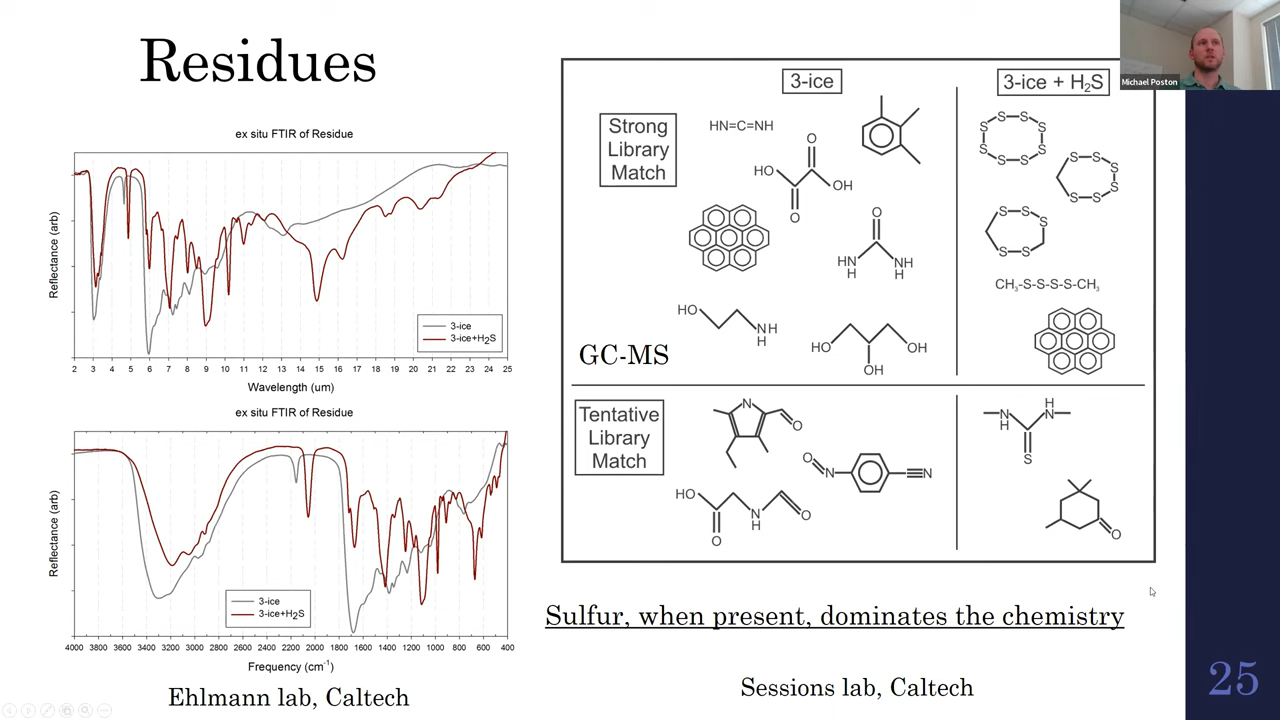 Residues
ex situ FTIR of Residue
Reflectance (arb)
3-ice
3-ice+H2S
2 3 4 5 6 7 8 9 10 11 12 13 14 15 16 17 18 19 20 21 22 23 24 25
Wavelength (um)
ex situ FTIR of Residue
Reflectance (arb)
3-ice
3-ice+H2S
4000 3800 3600 3400 3200 3000 2800 2600 2400 2200 2000 1800 1600 1400 1200 1000 800 600 400
Frequency (cm-1)
Ehlmann lab, Caltech
3-ice
3-ice + H2S
Strong
Library
Match
HN=C=NH
O
HO
OH
O
O
HN
H
NH
H
HO
NH
H
HO
OH
OH
GC-MS
S S
S S
S S
S S
S S
S
S
S S
S S
S
S S
CH3-S-S-S-S-CH3
Tentative
Library
Match
N
O
O
N
N
HO
O
N
H
O
N
H
H
N
S
O
Sulfur, when present, dominates the chemistry
Sessions lab, Caltech
Michael Poston
25